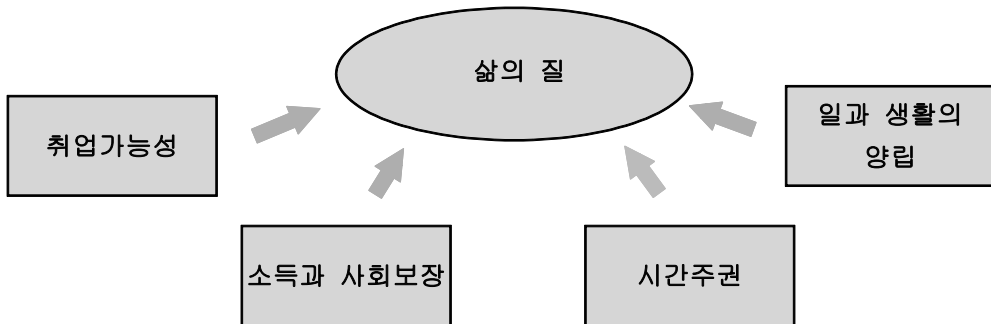 삶의 질
취업가능성
일과 생활의
양립
소득과 사회보장
시간주권